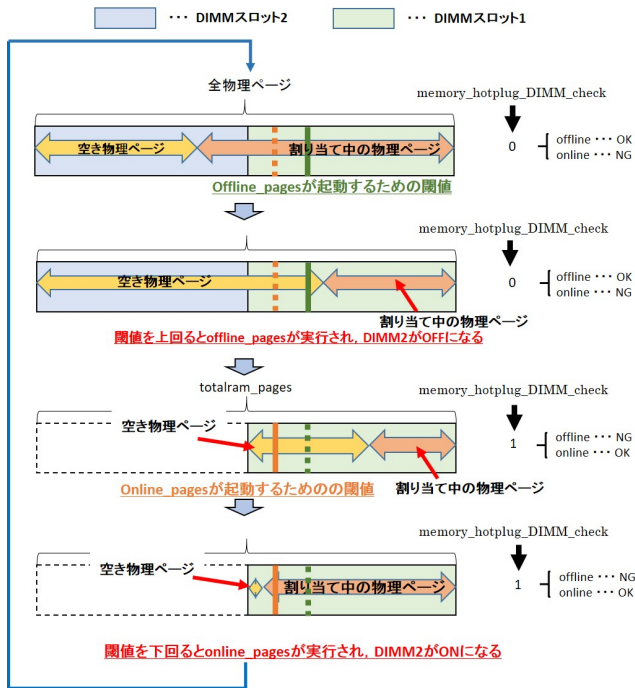 ･･･ DIMMスロット2
･･･ DIMMスロット1
全物理ページ
memory_hotplug_DIMM_check
空き物理ページ
割り当て中の物理ページ
0
offline ･･･ OK
online ･･･ NG
Offline_pagesが起動するための閾値
memory_hotplug_DIMM_check
空き物理ページ
0
offline ･･･ OK
online ･･･ NG
割り当て中の物理ページ
閾値を上回るとoffline_pagesが実行され，DIMM2がOFFになる
totalram_pages
memory_hotplug_DIMM_check
空き物理ページ
1
offline ･･･ NG
online ･･･ OK
Online_pagesが起動するためのの閾値
割り当て中の物理ページ
memory_hotplug_DIMM_check
空き物理ページ
割り当て中の物理ページ
1
offline ･･･ NG
online ･･･ OK
閾値を下回るとonline_pagesが実行され，DIMM2がONになる